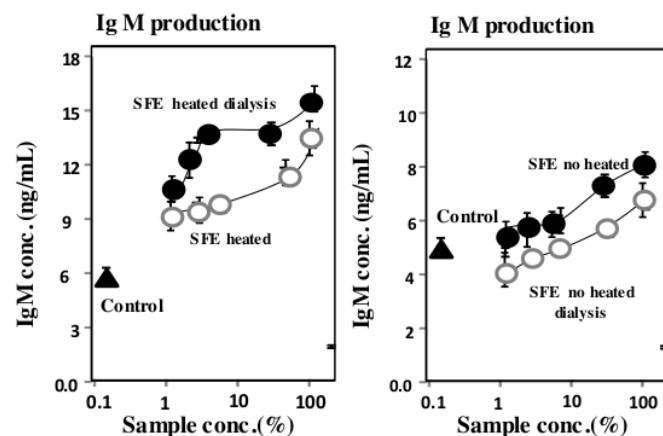 Ig M production
IgM conc. (ng/mL)
18
15
12
9
6
3
0.0
SFE heated dialysis
SFE heated
Control
0.1
1
10
100
Sample conc.(%)
Ig M production
IgM conc. (ng/mL)
12
10
8
6
4
2
0.0
SFE no heated
Control
SFE no heated
dialysis
0.1
1
10
100
Sample conc.(%)